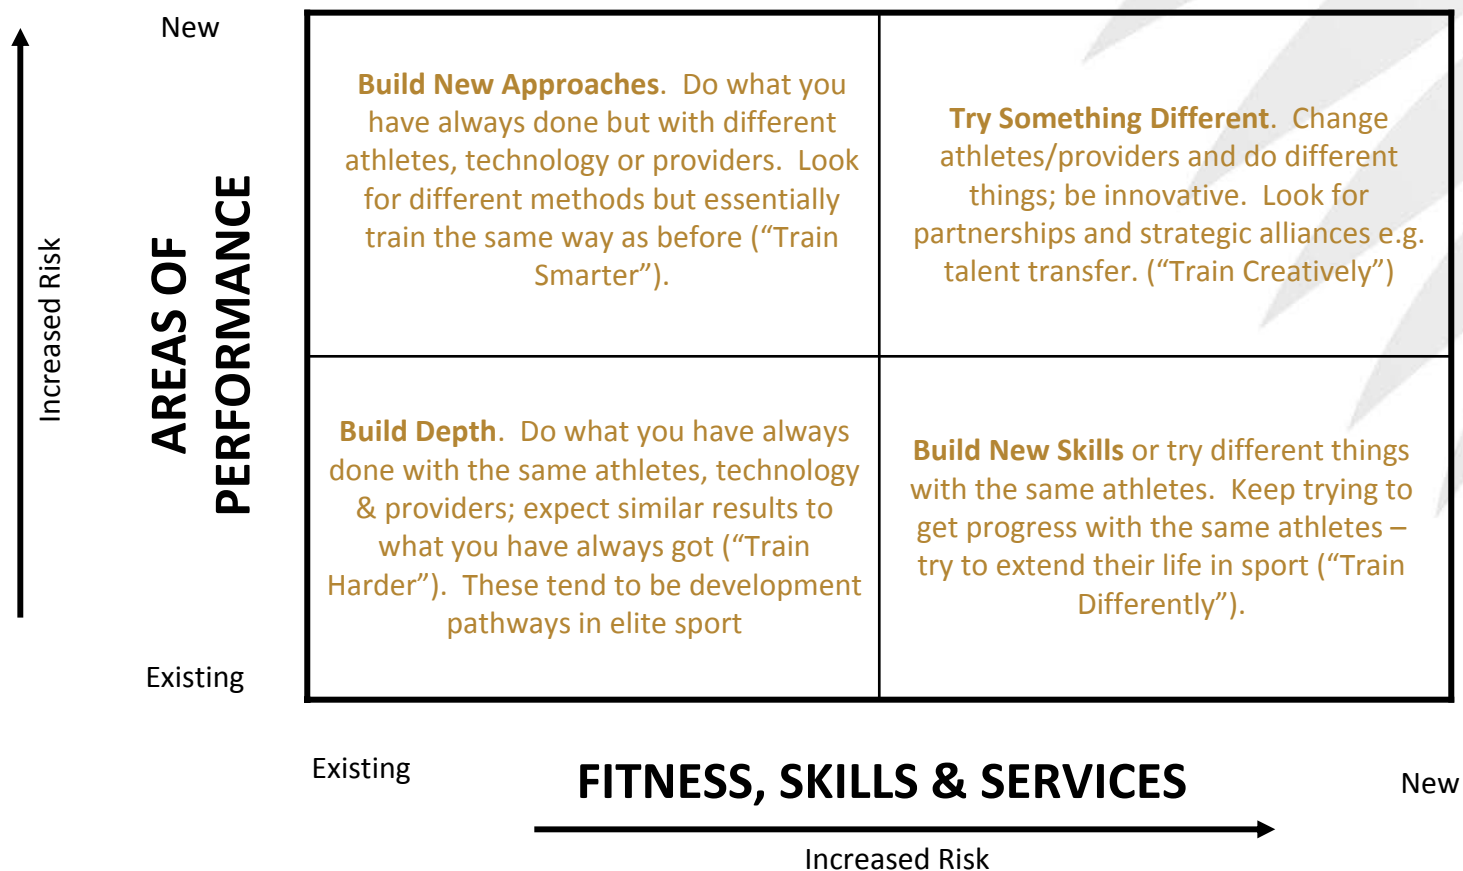 New
Increased Risk
AREAS OF
PERFORMANCE
Existing
Build New Approaches.  Do what you
have always done but with different
athletes, technology or providers.  Look
for different methods but essentially
train the same way as before (“Train
Smarter”).
Try Something Different.  Change
athletes/providers and do different
things; be innovative.  Look for
partnerships and strategic alliances e.g.
talent transfer. (“Train Creatively”)
Build Depth.  Do what you have always
done with the same athletes, technology
& providers; expect similar results to
what you have always got (“Train
Harder”).  These tend to be development
pathways in elite sport
Build New Skills or try different things
with the same athletes.  Keep trying to
get progress with the same athletes –
try to extend their life in sport (“Train
Differently”).
Existing
FITNESS, SKILLS & SERVICES
New
Increased Risk